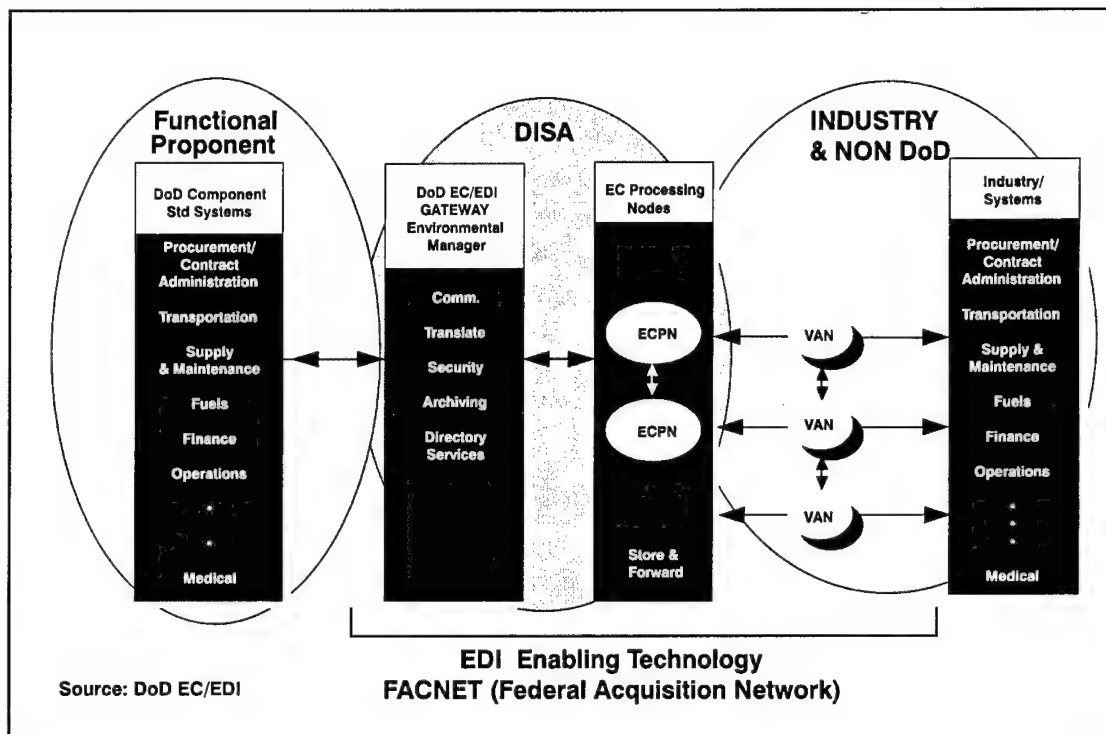 Functional
Proponent
DoD Component
Std Systems
Procurement/
Contract
Administration
Transportation
Supply
& Maintenance
Fuels
Finance
Operations
Medical
DISA
DoD EC/EDI
GATEWAY
Environmental
Manager
Comm.
Translate
Security
Archiving
Directory
Services
EC Processing
Nodes
ECPN
ECPN
Store &
Forward
INDUSTRY
& NON DoD
VAN
VAN
VAN
Industry/
Systems
Procurement/
Contract
Administration
Transportation
Supply &
Maintenance
Fuels
Finance
Operations
Medical
EDI Enabling Technology
FACNET (Federal Acquisition Network)
Source: DoD EC/EDI